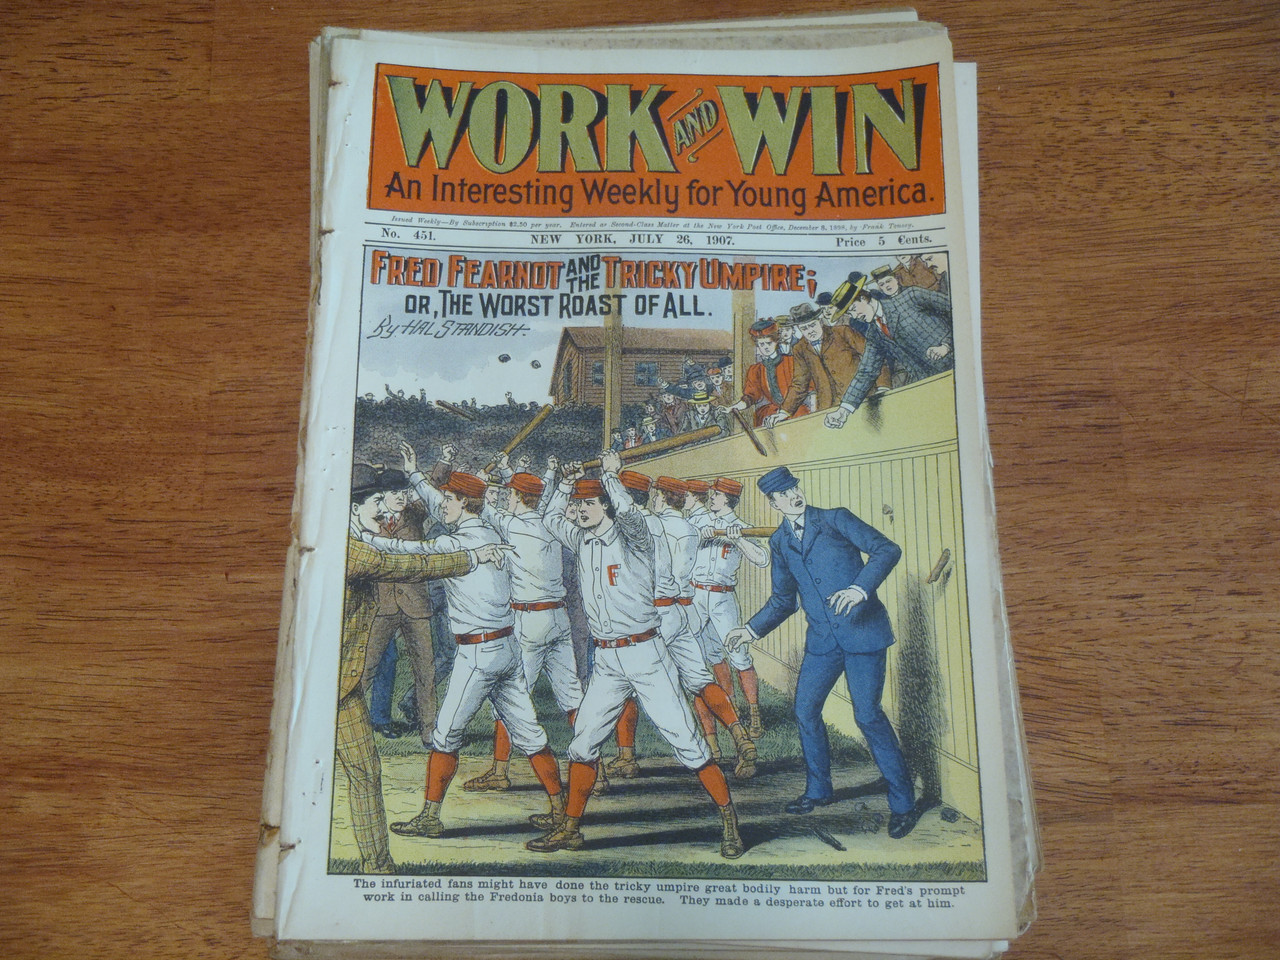 WORK AND WIN
An Interesting Weekly for Young America.
Issued Weekly—By Subscription $2.50 per year. Entered as Second-Class Matter at the New York Post Office, December 8, 1898, by Frank Tousey.
No. 451. NEW YORK, JULY 26, 1907. Price 5 Cents.
FRED FEARNOT AND THE TRICKY UMPIRE;
OR, THE WORST ROAST OF ALL.
By HAL STANDISH.
F
F
The infuriated fans might have done the tricky umpire great bodily harm but for Fred's prompt
work in calling the Fredonia boys to the rescue. They made a desperate effort to get at him.